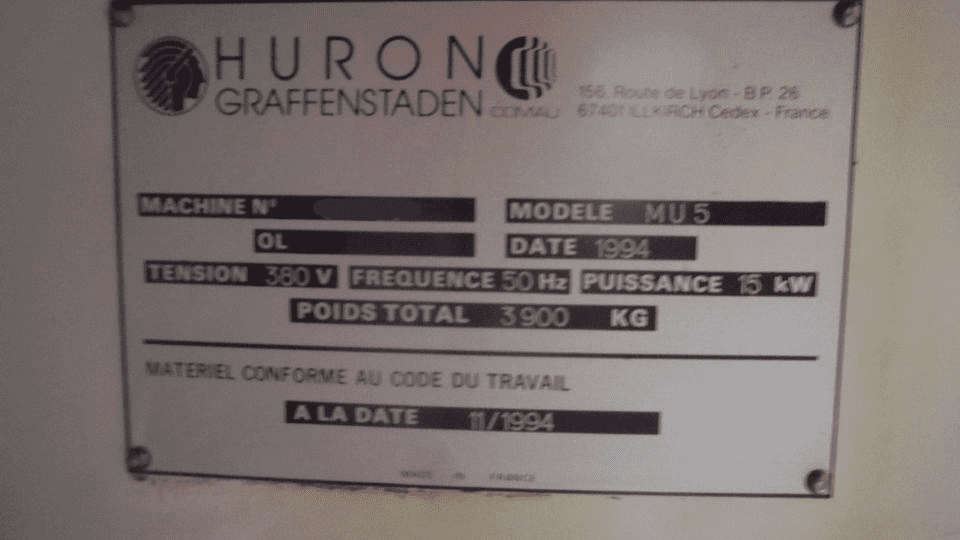 HURON
GRAFFENSTADEN COMAU
156, Route de Lyon - B.P. 26
67401 ILLKIRCH Cedex - France
MACHINE N° MODELE MU5
OL DATE 1994
TENSION 380 V FREQUENCE 50 Hz PUISSANCE 15 kW
POIDS TOTAL 3900 KG
MATERIEL CONFORME AU CODE DU TRAVAIL
A LA DATE 11/1994
MADE IN FRANCE